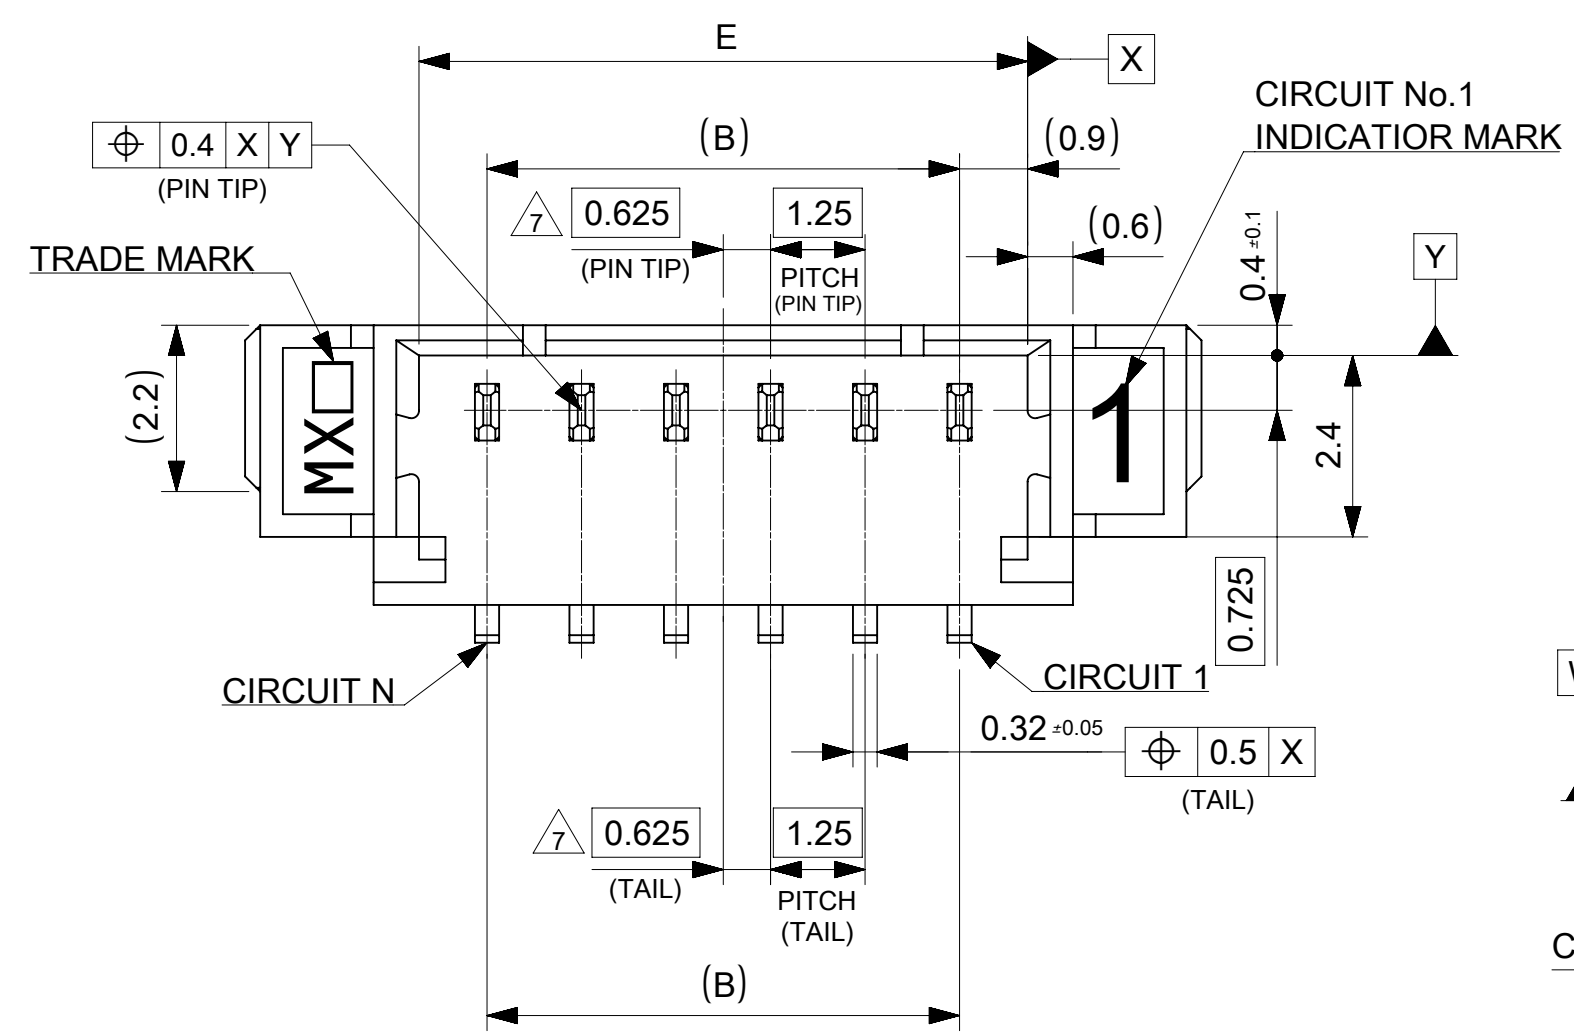 E
X
CIRCUIT No.1
INDICATIOR MARK
(B)
(0.9)
⌖ 0.4 X Y
(PIN TIP)
7 0.625
(PIN TIP)
1.25
PITCH
(PIN TIP)
(0.6)
0.4 ±0.1
Y
TRADE MARK
(2.2)
MX□
1
2.4
0.725
CIRCUIT N
CIRCUIT 1
0.32 ±0.05
⌖ 0.5 X
(TAIL)
7 0.625
(TAIL)
1.25
PITCH
(TAIL)
C
(B)